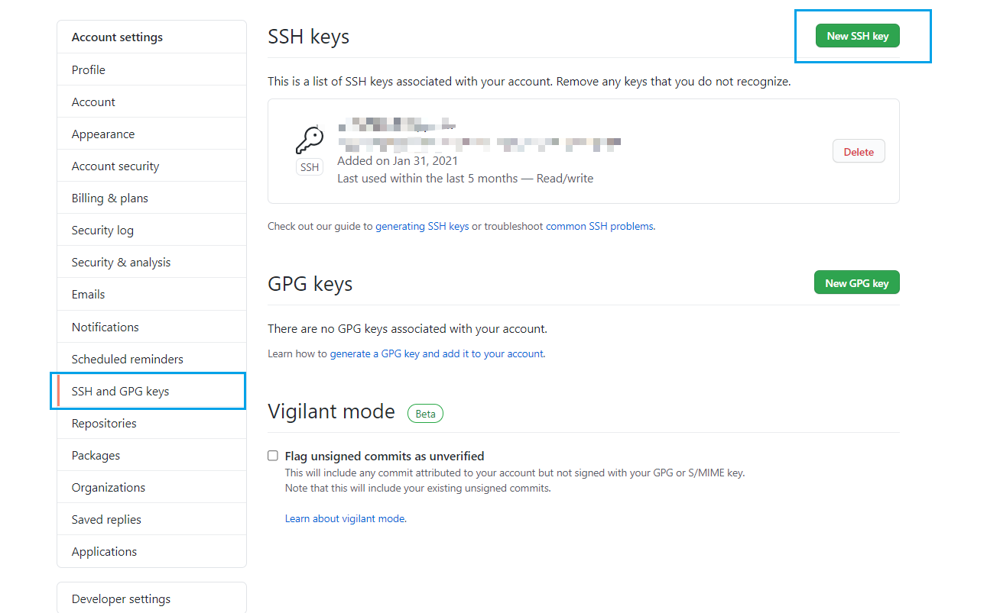 Account settings
Profile
Account
Appearance
Account security
Billing & plans
Security log
Security & analysis
Emails
Notifications
Scheduled reminders
SSH and GPG keys
Repositories
Packages
Organizations
Saved replies
Applications
Developer settings
SSH keys
New SSH key
This is a list of SSH keys associated with your account. Remove any keys that you do not recognize.
SSH
Added on Jan 31, 2021
Last used within the last 5 months — Read/write
Delete
Check out our guide to generating SSH keys or troubleshoot common SSH problems.
GPG keys
New GPG key
There are no GPG keys associated with your account.
Learn how to generate a GPG key and add it to your account.
Vigilant mode Beta
Flag unsigned commits as unverified
This will include any commit attributed to your account but not signed with your GPG or S/MIME key.
Note that this will include your existing unsigned commits.
Learn about vigilant mode.